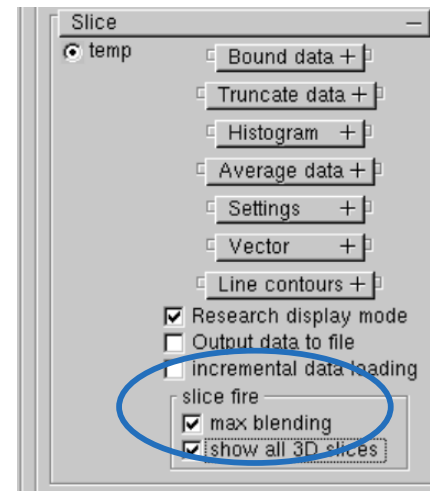 Slice
temp
Bound data +
Truncate data +
Histogram +
Average data +
Settings +
Vector +
Line contours +
Research display mode
Output data to file
incremental data loading
slice fire
max blending
show all 3D slices